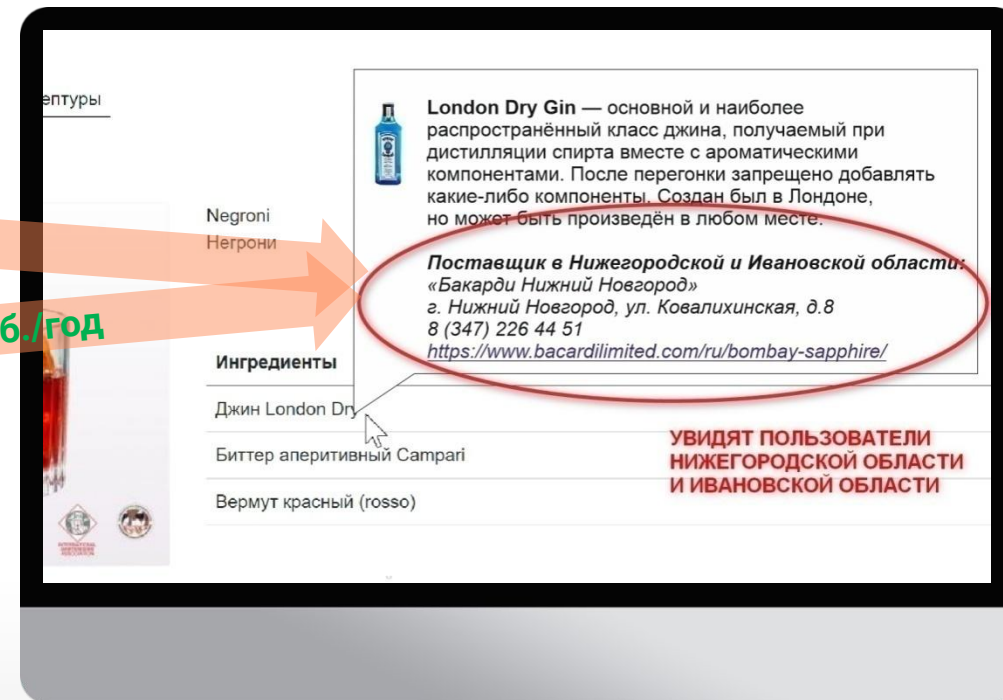 ептуры
London Dry Gin — основной и наиболее
распространённый класс джина, получаемый при
дистилляции спирта вместе с ароматическими
компонентами. После перегонки запрещено добавлять
какие-либо компоненты. Создан был в Лондоне,
но может быть произведён в любом месте.
Negroni
Негрони
Поставщик в Нижегородской и Ивановской области:
«Бакарди Нижний Новгород»
г. Нижний Новгород, ул. Ковалихинская, д.8
8 (347) 226 44 51
https://www.bacardilimited.com/ru/bombay-sapphire/
б./год
Ингредиенты
Джин London Dry
Биттер аперитивный Campari
Вермут красный (rosso)
УВИДЯТ ПОЛЬЗОВАТЕЛИ
НИЖЕГОРОДСКОЙ ОБЛАСТИ
И ИВАНОВСКОЙ ОБЛАСТИ